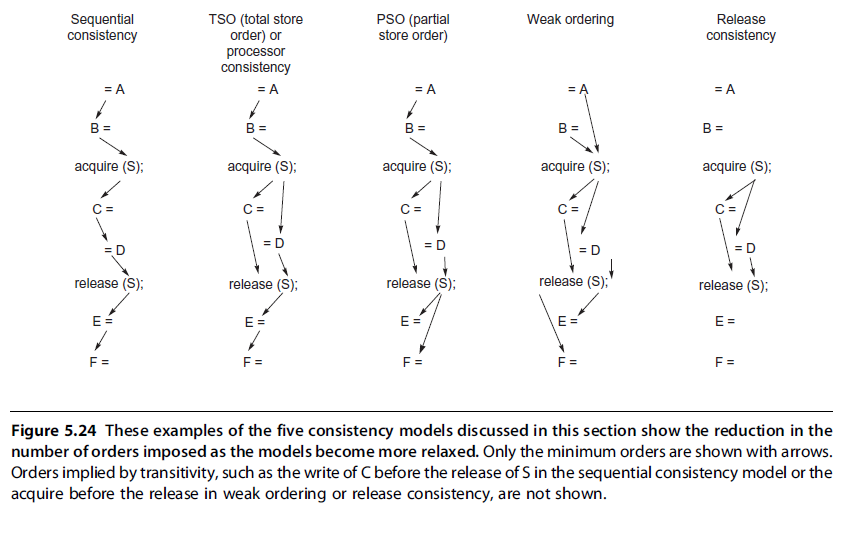 Sequential
consistency
TSO (total store
order) or
processor
consistency
PSO (partial
store order)
Weak ordering
Release
consistency
= A
B =
acquire (S);
C =
= D
release (S);
E =
F =
= A
B =
acquire (S);
C =
= D
release (S);
E =
F =
= A
B =
acquire (S);
C =
= D
release (S);
E =
F =
= A
B =
acquire (S);
C =
= D
release (S);
E =
F =
= A
B =
acquire (S);
C =
= D
release (S);
E =
F =
Figure 5.24 These examples of the five consistency models discussed in this section show the reduction in the
number of orders imposed as the models become more relaxed. Only the minimum orders are shown with arrows.
Orders implied by transitivity, such as the write of C before the release of S in the sequential consistency model or the
acquire before the release in weak ordering or release consistency, are not shown.